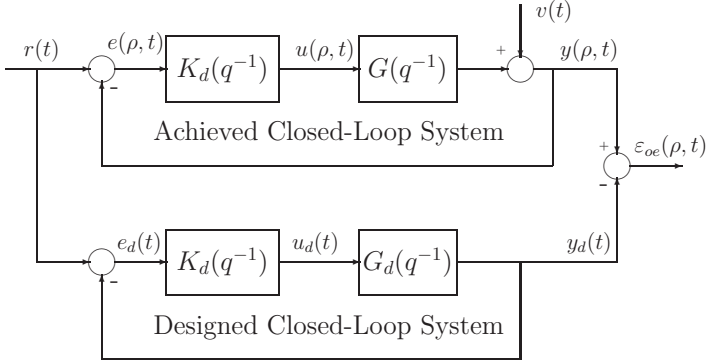 v(t)
r(t)
e(ρ, t)
K_d(q⁻¹)
u(ρ, t)
G(q⁻¹)
+
y(ρ, t)
-
Achieved Closed-Loop System
+
ε_oe(ρ, t)
-
e_d(t)
K_d(q⁻¹)
u_d(t)
G_d(q⁻¹)
y_d(t)
-
Designed Closed-Loop System